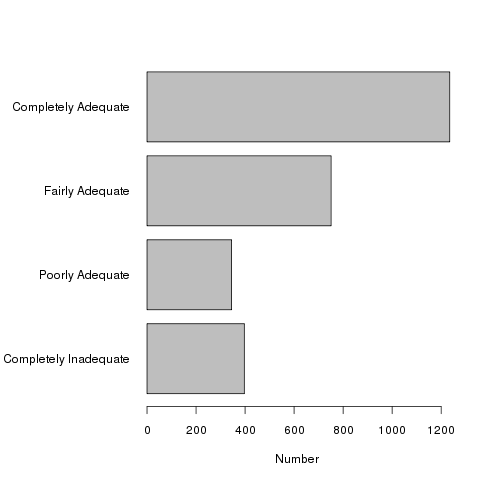 Completely Adequate
Fairly Adequate
Poorly Adequate
Completely Inadequate
0 200 400 600 800 1000 1200
Number